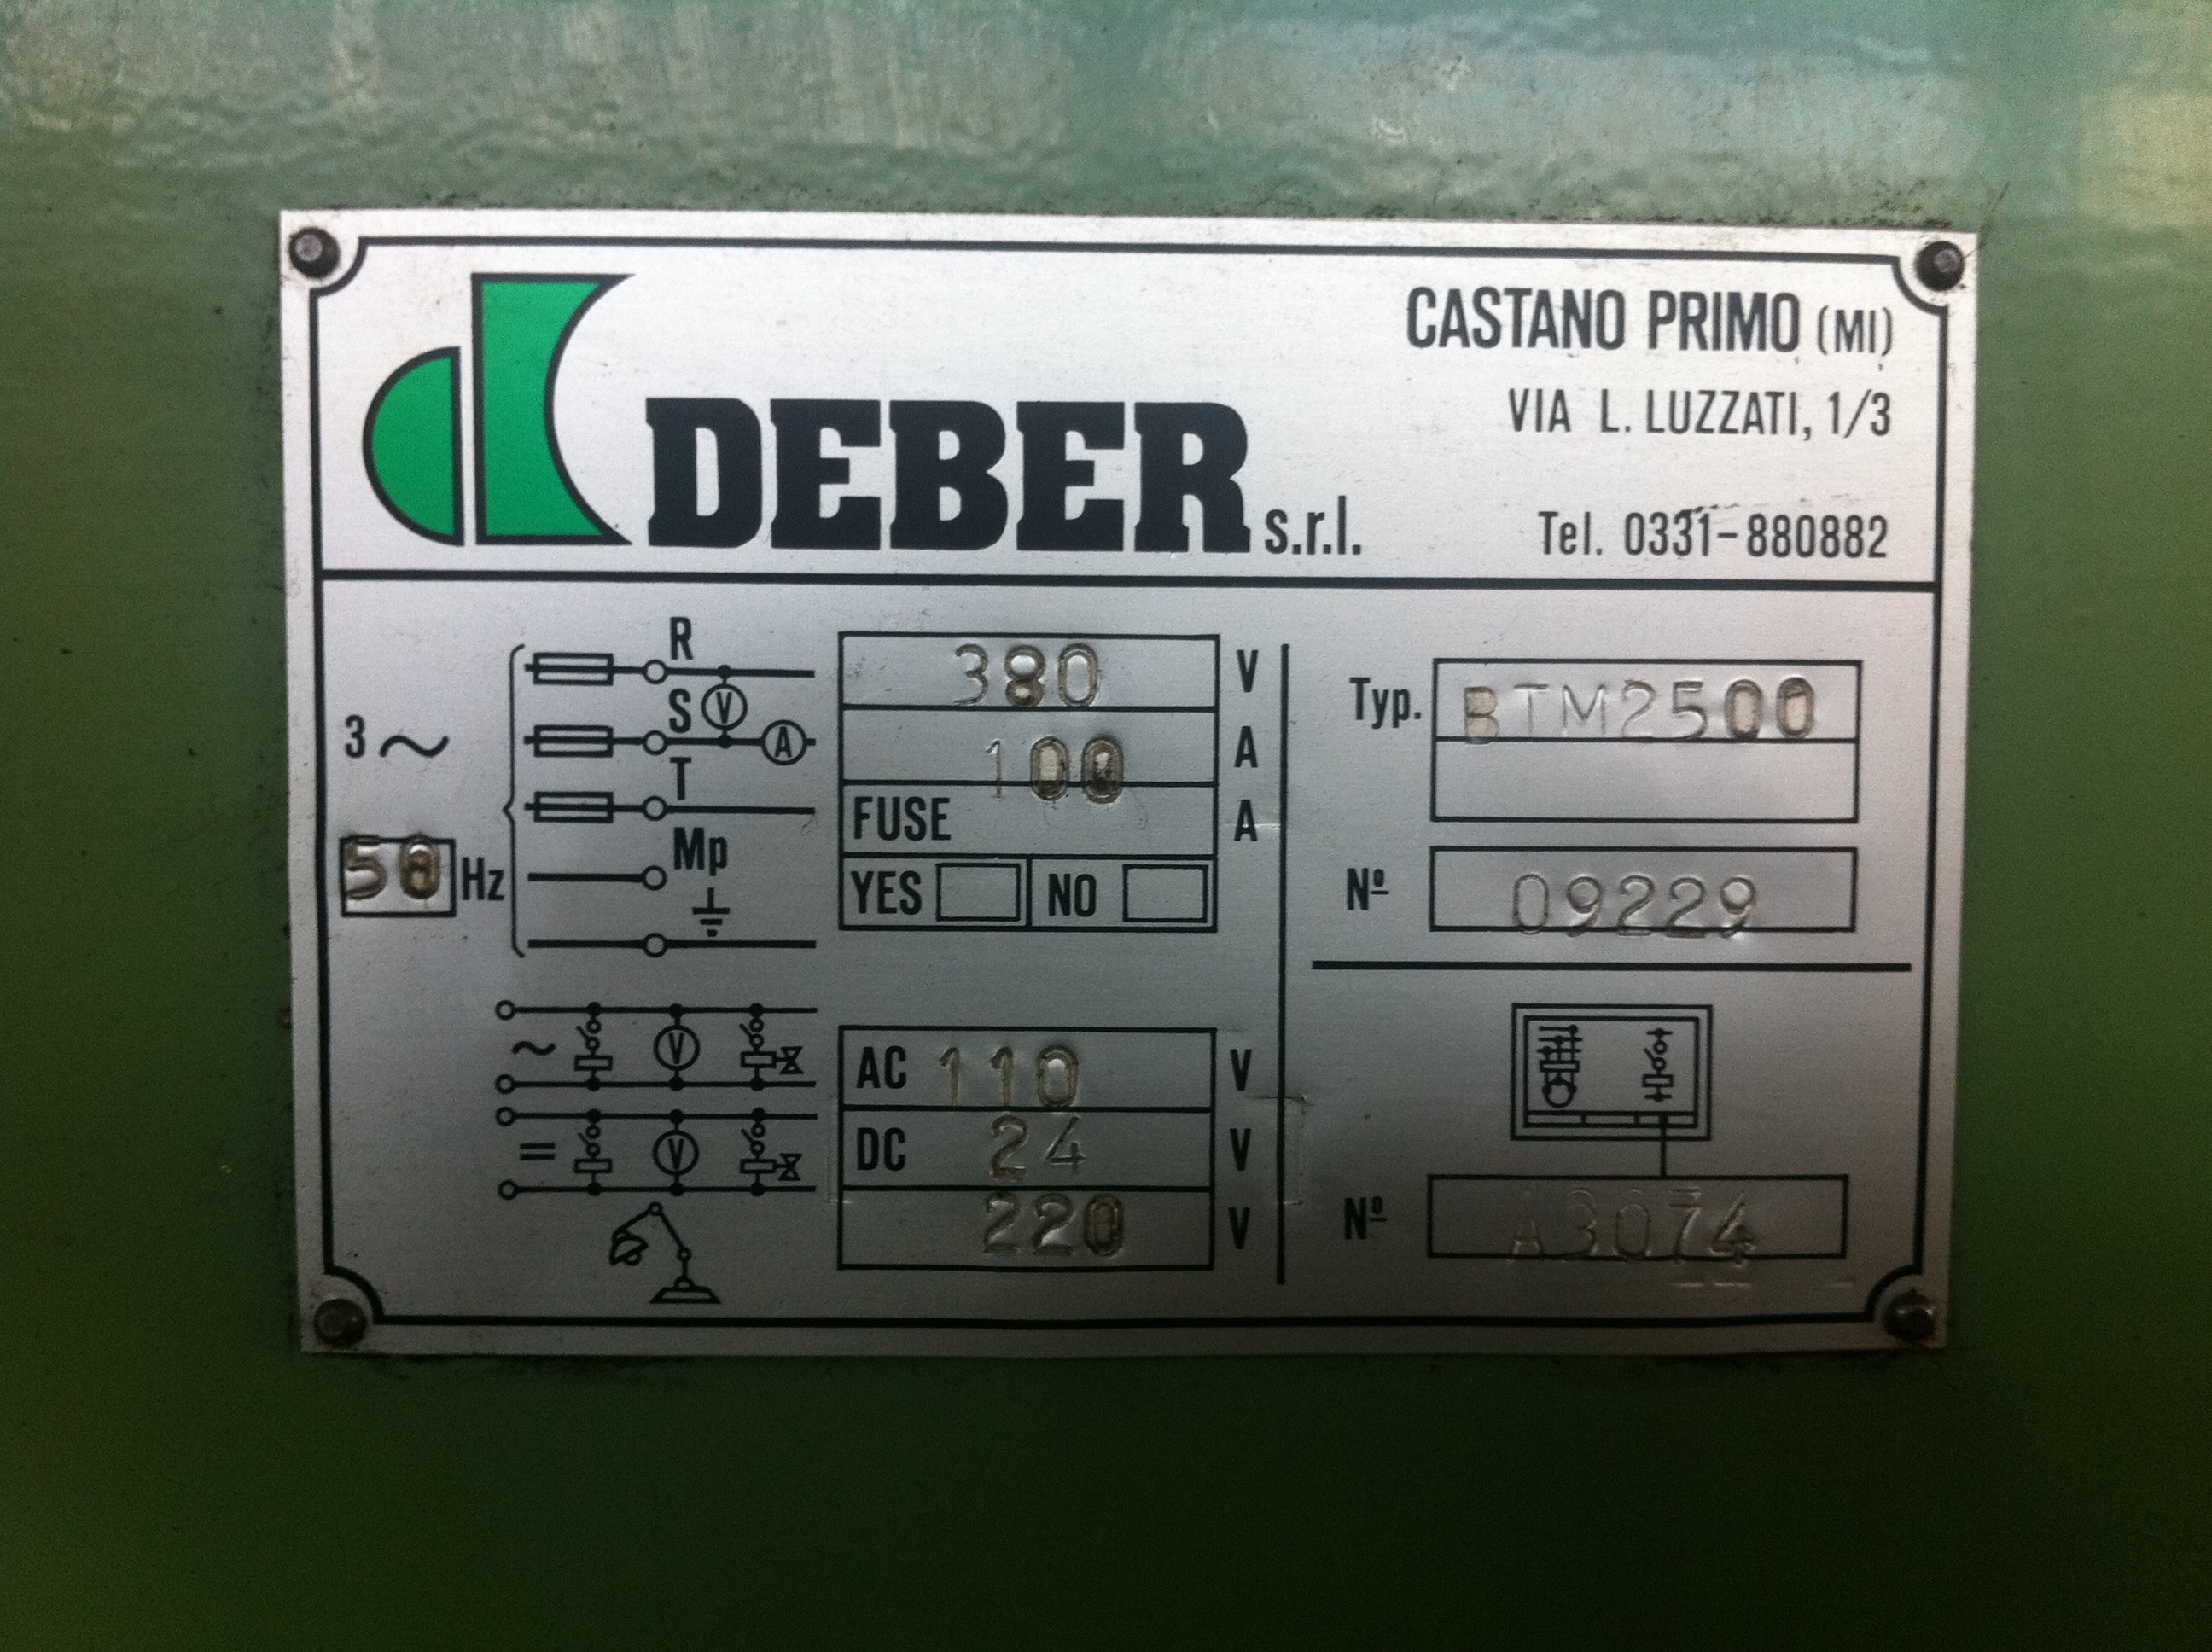 CASTANO PRIMO (MI)
VIA L. LUZZATI, 1/3
DEBER s.r.l.
Tel. 0331-880882
3 ~
50 Hz
R
S V
A
T
Mp
380 V
100 A
FUSE A
YES NO
Typ. BTM2500
Nº 09229
~ V
= V
AC 110 V
DC 24 V
220 V
Nº A3074